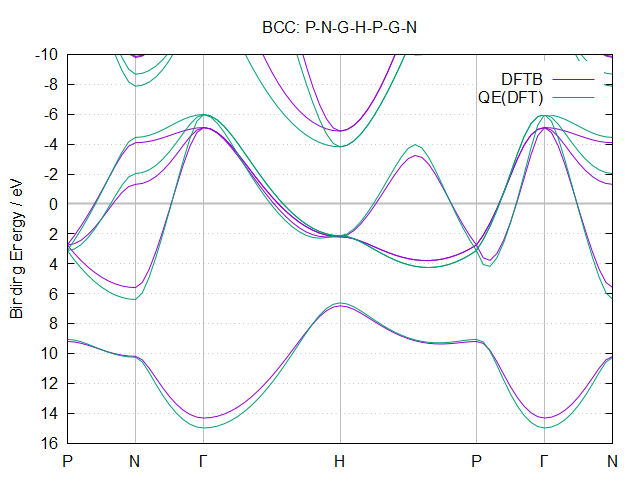 BCC: P-N-G-H-P-G-N
DFTB
QE(DFT)
Binding Energy / eV
-10
-8
-6
-4
-2
0
2
4
6
8
10
12
14
16
P N Γ H P Γ N